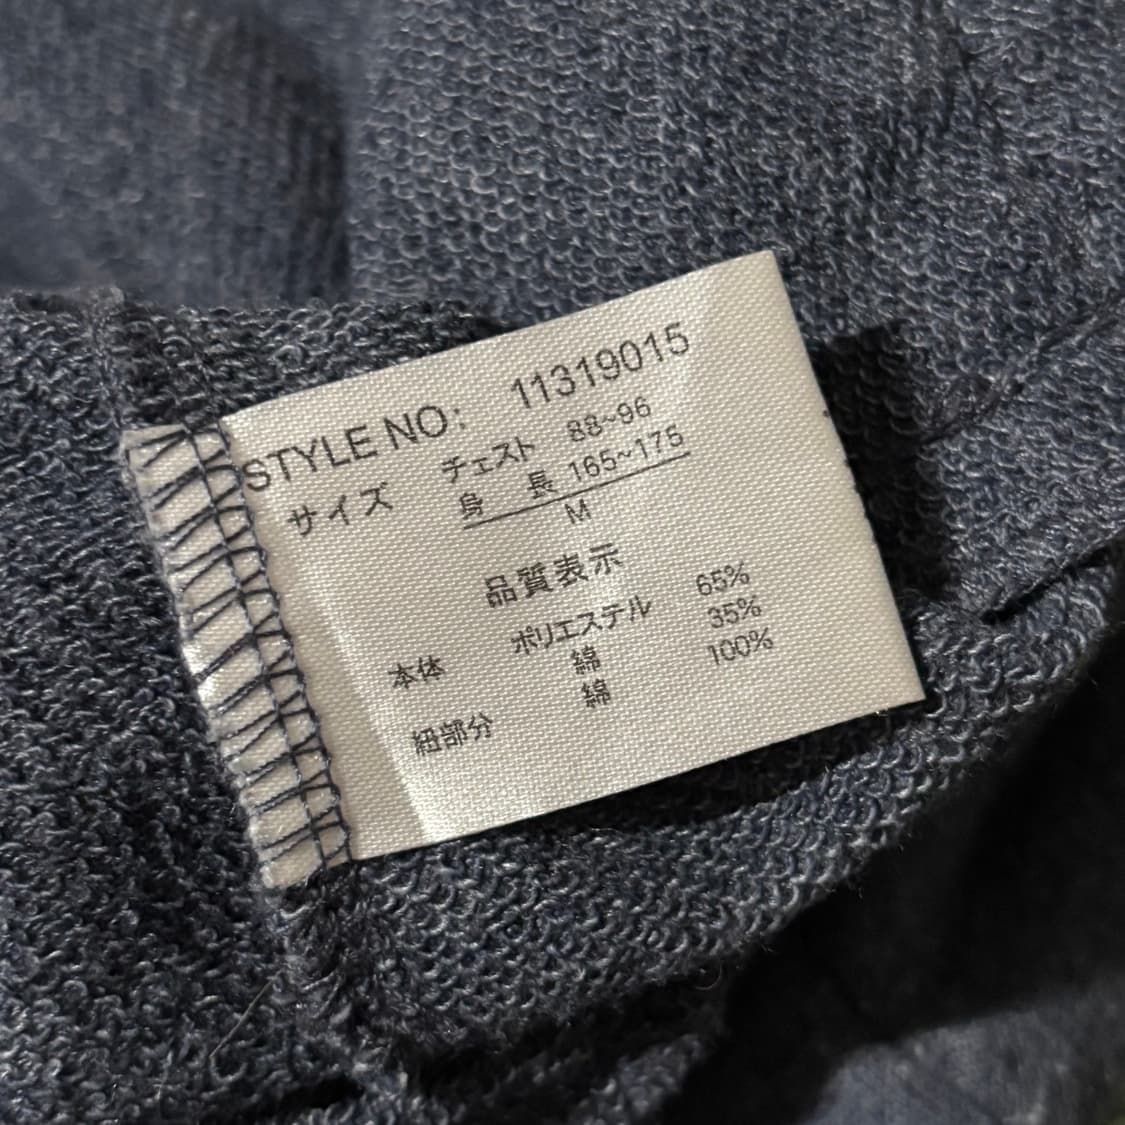 STYLE NO: 11319015
サイズ チェスト 88~96
身 長 165~175
M
品質表示
本体 ポリエステル 65%
綿 35%
紐部分 綿 100%